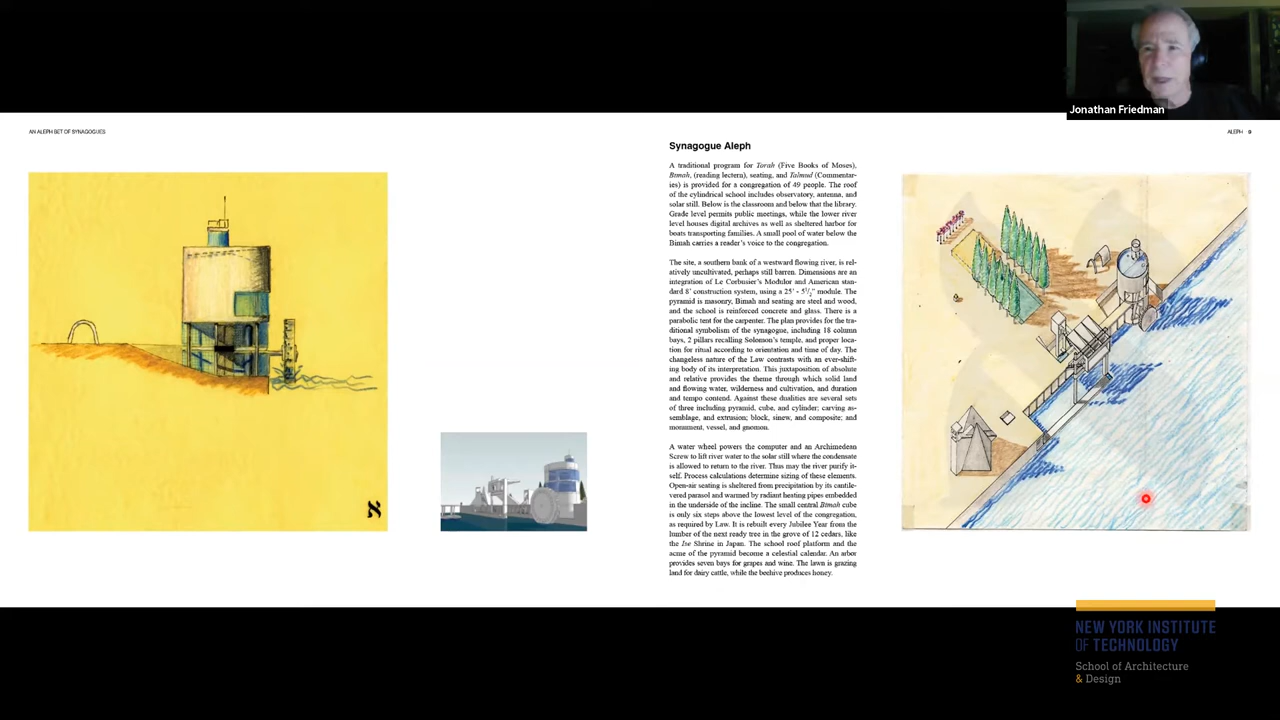 Jonathan Friedman
AN ALEPH BET OF SYNAGOGUES
ALEPH 9
Synagogue Aleph
A traditional program for Torah (Five Books of Moses),
Bimah, (reading lectern), seating, and Talmud (Commentar-
ies) is provided for a congregation of 49 people. The roof
of the cylindrical school includes observatory, antenna, and
solar still. Below is the classroom and below that the library.
Grade level permits public meetings, while the lower river
level houses digital archives as well as sheltered harbor for
boats transporting families. A small pool of water below the
Bimah carries a reader's voice to the congregation.
The site, a southern bank of a westward flowing river, is rel-
atively uncultivated, perhaps still barren. Dimensions are an
integration of Le Corbusier's Modulor and American stan-
dard 8' construction system, using a 25' - 5½" module. The
pyramid is masonry, Bimah and seating are steel and wood,
and the school is reinforced concrete and glass. There is a
parabolic tent for the carpenter. The plan provides for the tra-
ditional symbolism of the synagogue, including 18 column
bays, 2 pillars recalling Solomon's temple, and proper loca-
tion for ritual according to orientation and time of day. The
changeless nature of the Law contrasts with an ever-shift-
ing body of its interpretation. This juxtaposition of absolute
and relative provides the theme through which solid land
and flowing water, wilderness and cultivation, and duration
and tempo contend. Against these dualities are several sets
of three including pyramid, cube, and cylinder; carving as-
semblage, and extrusion; block, sinew, and composite; and
monument, vessel, and gnomon.
A water wheel powers the computer and an Archimedean
Screw to lift river water to the solar still where the condensate
is allowed to return to the river. Thus may the river purify it-
self. Process calculations determine sizing of these elements.
Open-air seating is sheltered from precipitation by its cantile-
vered parasol and warmed by radiant heating pipes embedded
in the underside of the incline. The small central Bimah cube
is only six steps above the lowest level of the congregation,
as required by Law. It is rebuilt every Jubilee Year from the
lumber of the next ready tree in the grove of 12 cedars, like
the Ise Shrine in Japan. The school roof platform and the
acme of the pyramid become a celestial calendar. An arbor
provides seven bays for grapes and wine. The lawn is grazing
land for dairy cattle, while the beehive produces honey.
א
NEW YORK INSTITUTE
OF TECHNOLOGY
School of Architecture
& Design